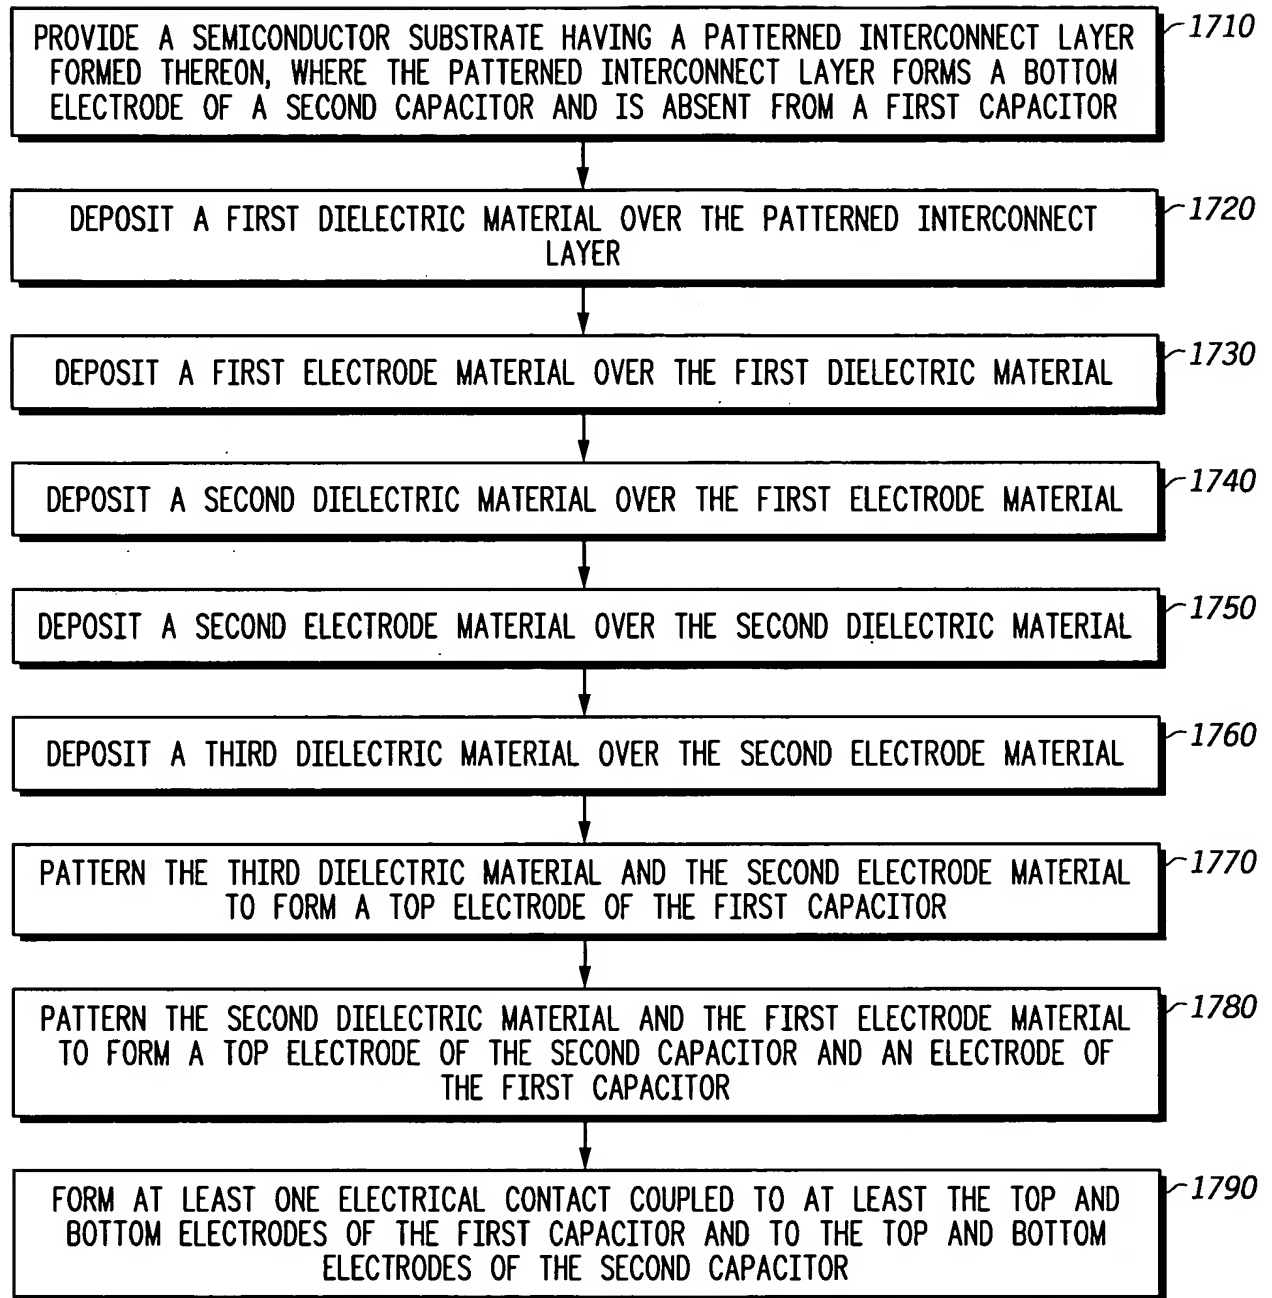 PROVIDE A SEMICONDUCTOR SUBSTRATE HAVING A PATTERNED INTERCONNECT LAYER
FORMED THEREON, WHERE THE PATTERNED INTERCONNECT LAYER FORMS A BOTTOM
ELECTRODE OF A SECOND CAPACITOR AND IS ABSENT FROM A FIRST CAPACITOR
1710
DEPOSIT A FIRST DIELECTRIC MATERIAL OVER THE PATTERNED INTERCONNECT
LAYER
1720
DEPOSIT A FIRST ELECTRODE MATERIAL OVER THE FIRST DIELECTRIC MATERIAL
1730
DEPOSIT A SECOND DIELECTRIC MATERIAL OVER THE FIRST ELECTRODE MATERIAL
1740
DEPOSIT A SECOND ELECTRODE MATERIAL OVER THE SECOND DIELECTRIC MATERIAL
1750
DEPOSIT A THIRD DIELECTRIC MATERIAL OVER THE SECOND ELECTRODE MATERIAL
1760
PATTERN THE THIRD DIELECTRIC MATERIAL AND THE SECOND ELECTRODE MATERIAL
TO FORM A TOP ELECTRODE OF THE FIRST CAPACITOR
1770
PATTERN THE SECOND DIELECTRIC MATERIAL AND THE FIRST ELECTRODE MATERIAL
TO FORM A TOP ELECTRODE OF THE SECOND CAPACITOR AND AN ELECTRODE OF
THE FIRST CAPACITOR
1780
FORM AT LEAST ONE ELECTRICAL CONTACT COUPLED TO AT LEAST THE TOP AND
BOTTOM ELECTRODES OF THE FIRST CAPACITOR AND TO THE TOP AND BOTTOM
ELECTRODES OF THE SECOND CAPACITOR
1790